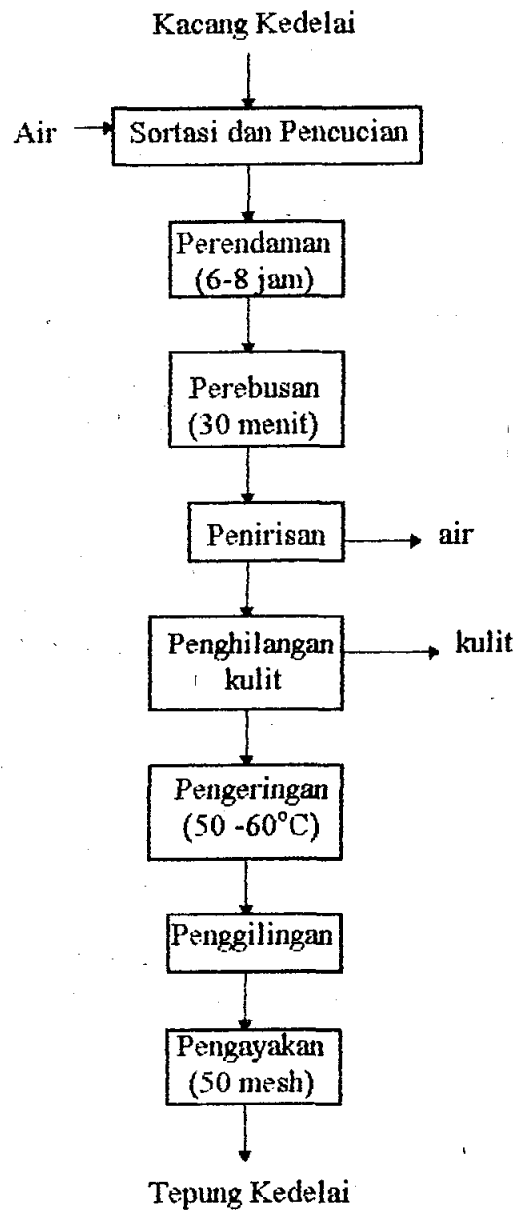 Kacang Kedelai
Air
Sortasi dan Pencucian
Perendaman
(6-8 jam)
Perebusan
(30 menit)
Penirisan
air
Penghilangan
kulit
kulit
Pengeringan
(50 -60°C)
Penggilingan
Pengayakan
(50 mesh)
Tepung Kedelai